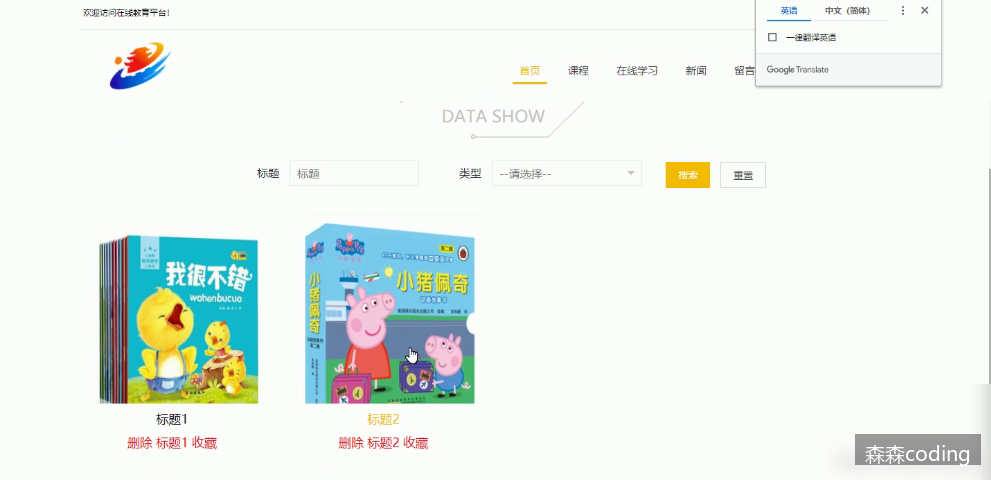 欢迎访问在线教育平台!
英语 中文 (简体)
一律翻译英语
Google Translate
首页 课程 在线学习 新闻 留言
DATA SHOW
标题 标题 类型 --请选择-- 搜索 重置
我很不错
wohenbucuo
小猪佩奇
小猪佩奇
标题1
标题2
删除 标题1 收藏
删除 标题2 收藏
森森coding